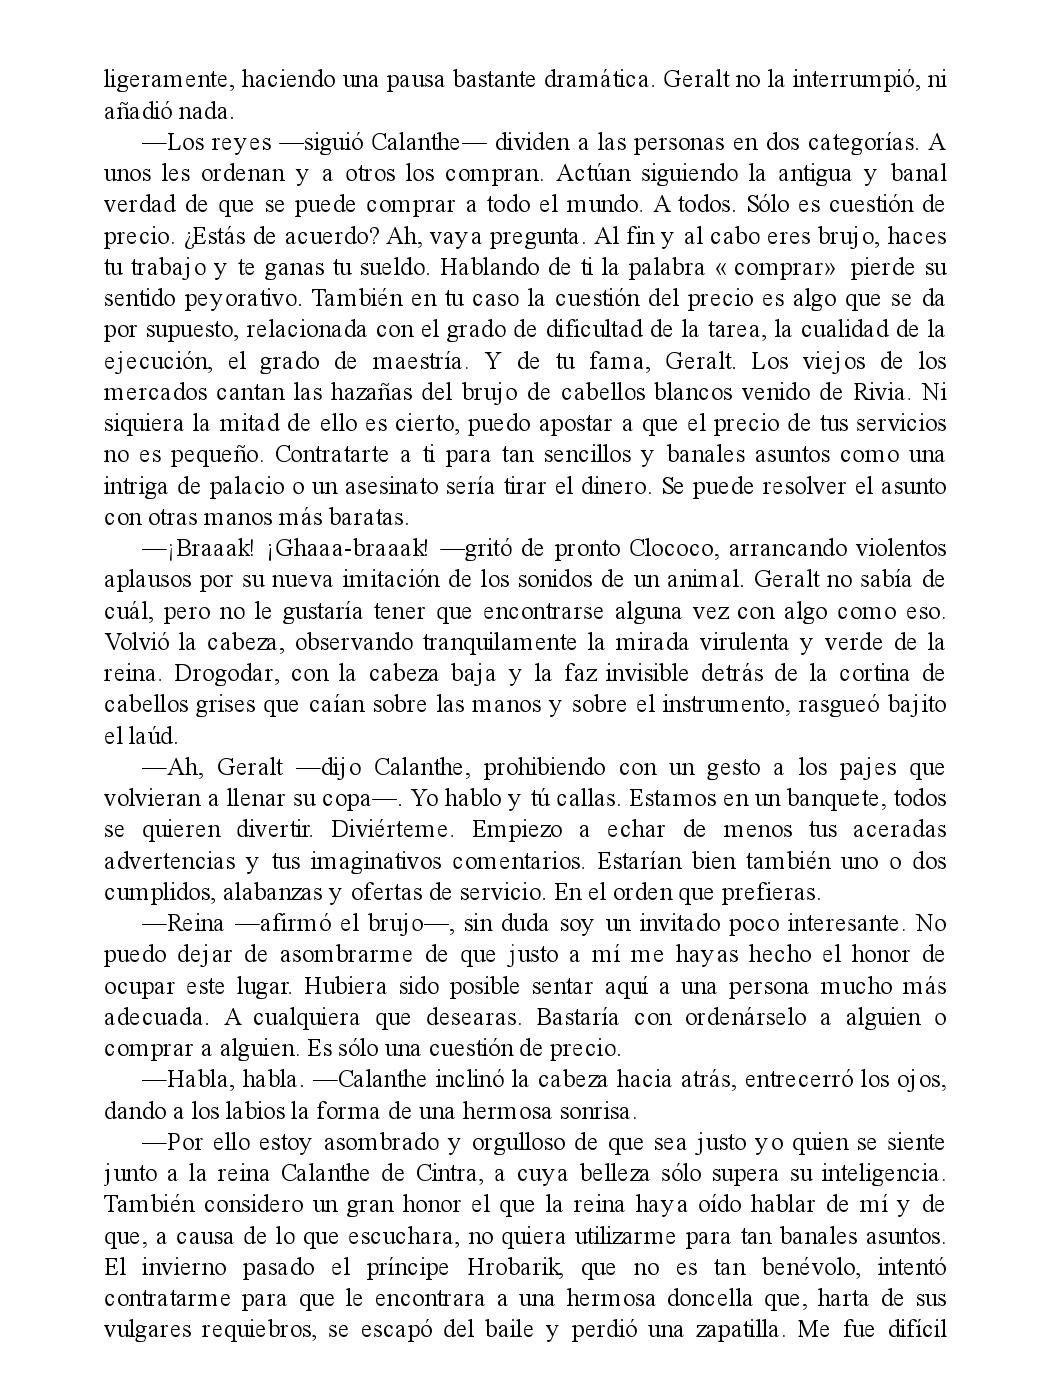 ligeramente, haciendo una pausa bastante dramática. Geralt no la interrumpió, ni
añadió nada.
—Los reyes —siguió Calanthe— dividen a las personas en dos categorías. A
unos les ordenan y a otros los compran. Actúan siguiendo la antigua y banal
verdad de que se puede comprar a todo el mundo. A todos. Sólo es cuestión de
precio. ¿Estás de acuerdo? Ah, vaya pregunta. Al fin y al cabo eres brujo, haces
tu trabajo y te ganas tu sueldo. Hablando de ti la palabra «comprar» pierde su
sentido peyorativo. También en tu caso la cuestión del precio es algo que se da
por supuesto, relacionada con el grado de dificultad de la tarea, la cualidad de la
ejecución, el grado de maestría. Y de tu fama, Geralt. Los viejos de los
mercados cantan las hazañas del brujo de cabellos blancos venido de Rivia. Ni
siquiera la mitad de ello es cierto, puedo apostar a que el precio de tus servicios
no es pequeño. Contratarte a ti para tan sencillos y banales asuntos como una
intriga de palacio o un asesinato sería tirar el dinero. Se puede resolver el asunto
con otras manos más baratas.
—¡Braaak! ¡Ghaaa-braaak! —gritó de pronto Clococo, arrancando violentos
aplausos por su nueva imitación de los sonidos de un animal. Geralt no sabía de
cuál, pero no le gustaría tener que encontrarse alguna vez con algo como eso.
Volvió la cabeza, observando tranquilamente la mirada virulenta y verde de la
reina. Drogodar, con la cabeza baja y la faz invisible detrás de la cortina de
cabellos grises que caían sobre las manos y sobre el instrumento, rasgueó bajito
el laúd.
—Ah, Geralt —dijo Calanthe, prohibiendo con un gesto a los pajes que
volvieran a llenar su copa—. Yo hablo y tú callas. Estamos en un banquete, todos
se quieren divertir. Diviérteme. Empiezo a echar de menos tus aceradas
advertencias y tus imaginativos comentarios. Estarían bien también uno o dos
cumplidos, alabanzas y ofertas de servicio. En el orden que prefieras.
—Reina —afirmó el brujo—, sin duda soy un invitado poco interesante. No
puedo dejar de asombrarme de que justo a mí me hayas hecho el honor de
ocupar este lugar. Hubiera sido posible sentar aquí a una persona mucho más
adecuada. A cualquiera que desearas. Bastaría con ordenárselo a alguien o
comprar a alguien. Es sólo una cuestión de precio.
—Habla, habla. —Calanthe inclinó la cabeza hacia atrás, entrecerró los ojos,
dando a los labios la forma de una hermosa sonrisa.
—Por ello estoy asombrado y orgulloso de que sea justo yo quien se siente
junto a la reina Calanthe de Cintra, a cuya belleza sólo supera su inteligencia.
También considero un gran honor el que la reina haya oído hablar de mí y de
que, a causa de lo que escuchara, no quiera utilizarme para tan banales asuntos.
El invierno pasado el príncipe Hrobarik, que no es tan benévolo, intentó
contratarme para que le encontrara a una hermosa doncella que, harta de sus
vulgares requiebros, se escapó del baile y perdió una zapatilla. Me fue difícil